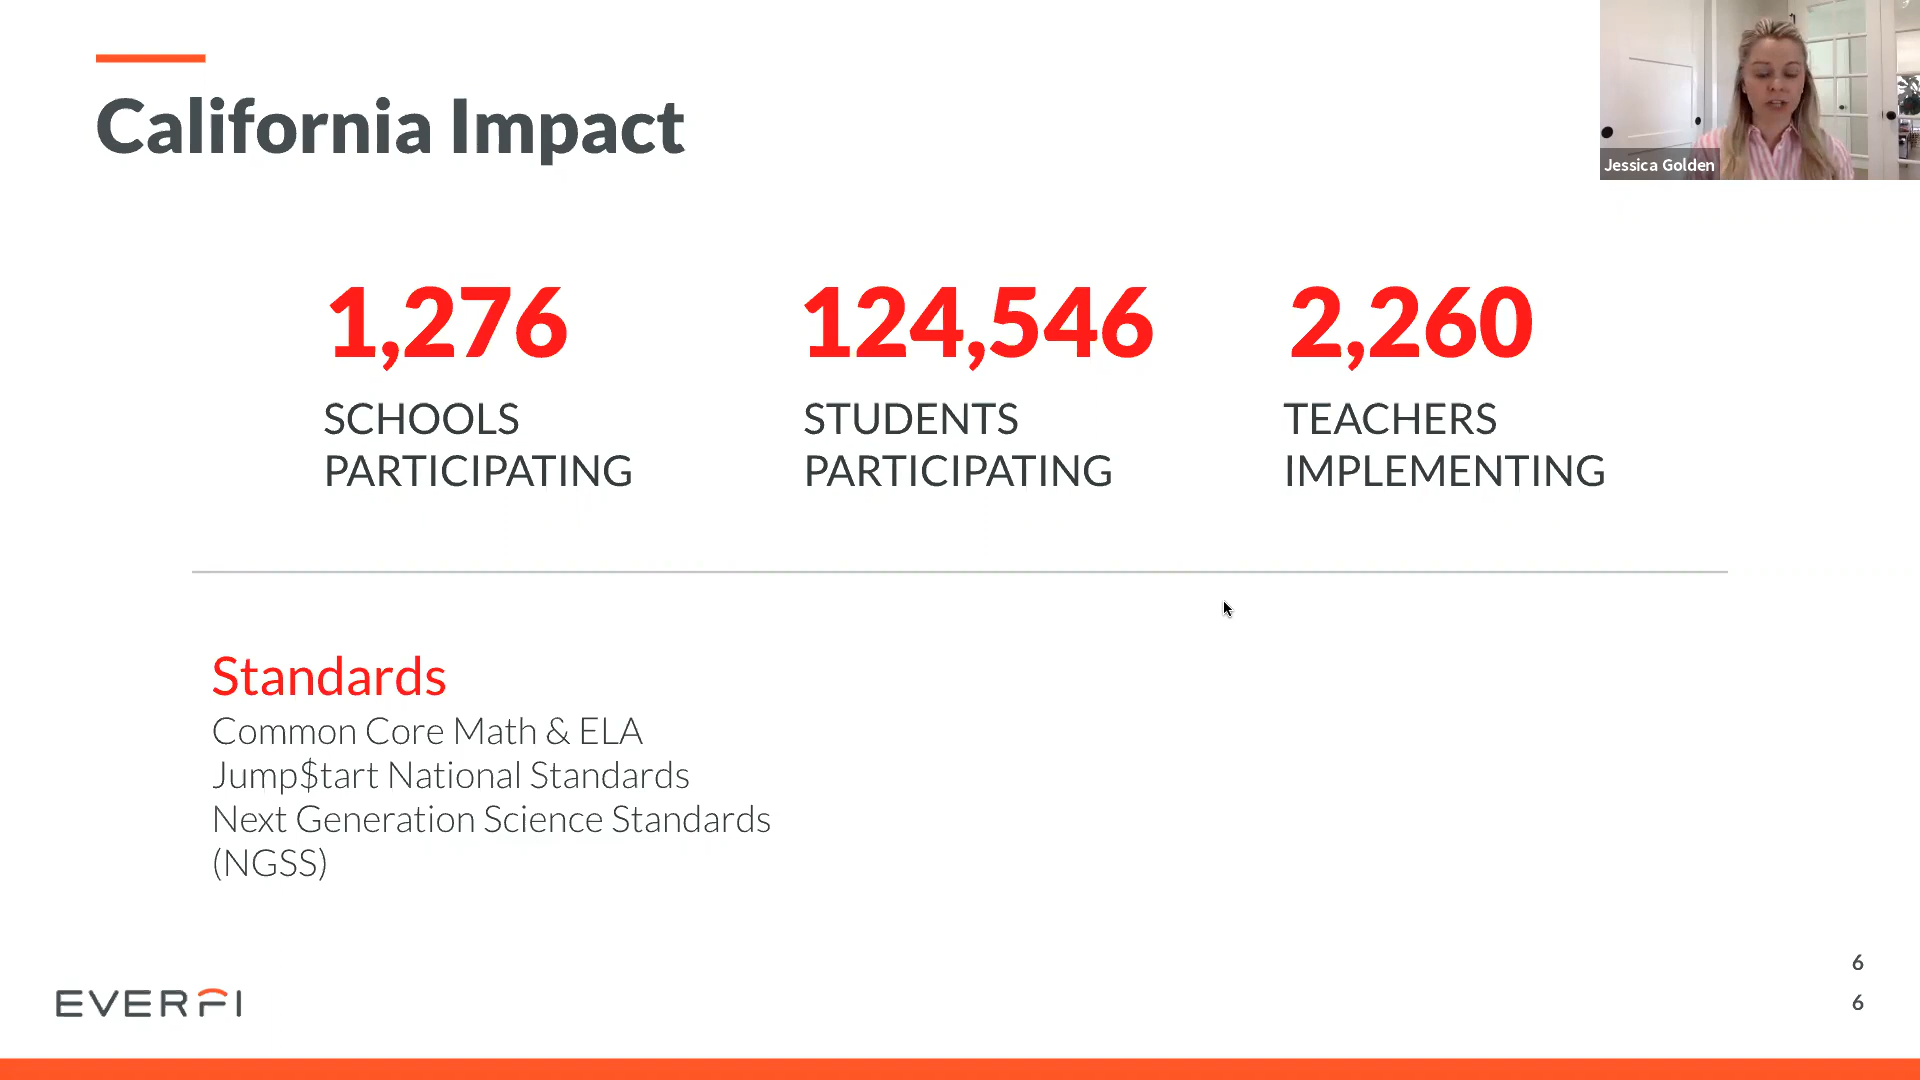 California Impact
Jessica Golden
1,276
SCHOOLS
PARTICIPATING
124,546
STUDENTS
PARTICIPATING
2,260
TEACHERS
IMPLEMENTING
Standards
Common Core Math & ELA
Jump$tart National Standards
Next Generation Science Standards
(NGSS)
EVERFI
6
6